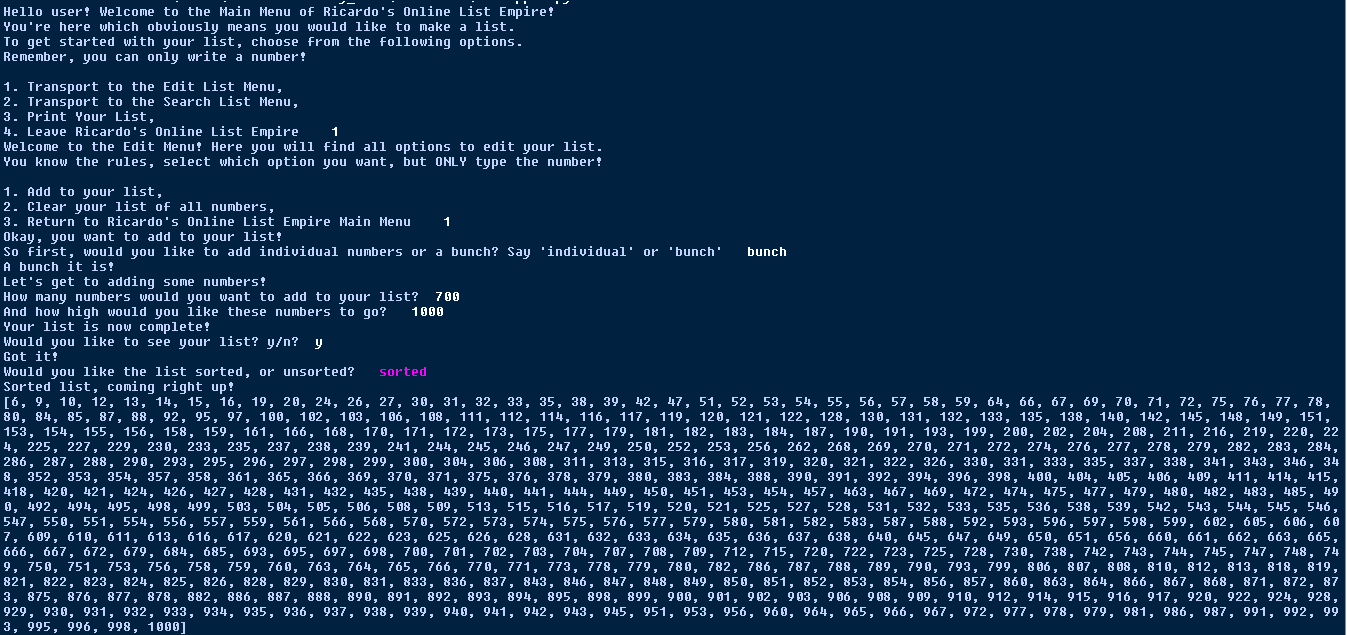 Hello user! Welcome to the Main Menu of Ricardo's Online List Empire!
You're here which obviously means you would like to make a list.
To get started with your list, choose from the following options.
Remember, you can only write a number!
1. Transport to the Edit List Menu,
2. Transport to the Search List Menu,
3. Print Your List,
4. Leave Ricardo's Online List Empire    1
Welcome to the Edit Menu! Here you will find all options to edit your list.
You know the rules, select which option you want, but ONLY type the number!
1. Add to your list,
2. Clear your list of all numbers,
3. Return to Ricardo's Online List Empire Main Menu    1
Okay, you want to add to your list!
So first, would you like to add individual numbers or a bunch? Say 'individual' or 'bunch'   bunch
A bunch it is!
Let's get to adding some numbers!
How many numbers would you want to add to your list?  700
And how high would you like these numbers to go?   1000
Your list is now complete!
Would you like to see your list? y/n?  y
Got it!
Would you like the list sorted, or unsorted?   sorted
Sorted list, coming right up!
[6, 9, 10, 12, 13, 14, 15, 16, 19, 20, 24, 26, 27, 30, 31, 32, 33, 35, 38, 39, 42, 47, 51, 52, 53, 54, 55, 56, 57, 58, 59, 64, 66, 67, 69, 70, 71, 72, 75, 76, 77, 78,
80, 84, 85, 87, 88, 92, 95, 97, 100, 102, 103, 106, 108, 111, 112, 114, 116, 117, 119, 120, 121, 122, 128, 130, 131, 132, 133, 135, 138, 140, 142, 145, 148, 149, 151,
153, 154, 155, 156, 158, 159, 161, 166, 168, 170, 171, 172, 173, 175, 177, 179, 181, 182, 183, 184, 187, 190, 191, 193, 199, 200, 202, 204, 208, 211, 216, 219, 220, 22
4, 225, 227, 229, 230, 233, 235, 237, 238, 239, 241, 244, 245, 246, 247, 249, 250, 252, 253, 256, 262, 268, 269, 270, 271, 272, 274, 276, 277, 278, 279, 282, 283, 284,
286, 287, 288, 290, 293, 295, 296, 297, 298, 299, 300, 304, 306, 308, 311, 313, 315, 316, 317, 319, 320, 321, 322, 326, 330, 331, 333, 335, 337, 338, 341, 343, 346, 34
8, 352, 353, 354, 357, 358, 361, 365, 366, 369, 370, 371, 375, 376, 378, 379, 380, 383, 384, 388, 390, 391, 392, 394, 396, 398, 400, 404, 405, 406, 409, 411, 414, 415,
418, 420, 421, 424, 426, 427, 428, 431, 432, 435, 438, 439, 440, 441, 444, 449, 450, 451, 453, 454, 457, 463, 467, 469, 472, 474, 475, 477, 479, 480, 482, 483, 485, 49
0, 492, 494, 495, 498, 499, 503, 504, 505, 506, 508, 509, 513, 515, 516, 517, 519, 520, 521, 525, 527, 528, 531, 532, 533, 535, 536, 538, 539, 542, 543, 544, 545, 546,
547, 550, 551, 554, 556, 557, 559, 561, 566, 568, 570, 572, 573, 574, 575, 576, 577, 579, 580, 581, 582, 583, 587, 588, 592, 593, 596, 597, 598, 599, 602, 605, 606, 60
7, 609, 610, 611, 613, 616, 617, 620, 621, 622, 623, 625, 626, 628, 631, 632, 633, 634, 635, 636, 637, 638, 640, 645, 647, 649, 650, 651, 656, 660, 661, 662, 663, 665,
666, 667, 672, 679, 684, 685, 693, 695, 697, 698, 700, 701, 702, 703, 704, 707, 708, 709, 712, 715, 720, 722, 723, 725, 728, 730, 738, 742, 743, 744, 745, 747, 748, 74
9, 750, 751, 753, 756, 758, 759, 760, 763, 764, 765, 766, 770, 771, 773, 778, 779, 780, 782, 786, 787, 788, 789, 790, 793, 799, 806, 807, 808, 810, 812, 813, 818, 819,
821, 822, 823, 824, 825, 826, 828, 829, 830, 831, 833, 836, 837, 843, 846, 847, 848, 849, 850, 851, 852, 853, 854, 856, 857, 860, 863, 864, 866, 867, 868, 871, 872, 87
3, 875, 876, 877, 878, 882, 886, 887, 888, 890, 891, 892, 893, 894, 895, 898, 899, 900, 901, 902, 903, 906, 908, 909, 910, 912, 914, 915, 916, 917, 920, 922, 924, 928,
929, 930, 931, 932, 933, 934, 935, 936, 937, 938, 939, 940, 941, 942, 943, 945, 951, 953, 956, 960, 964, 965, 966, 967, 972, 977, 978, 979, 981, 986, 987, 991, 992, 99
3, 995, 996, 998, 1000]